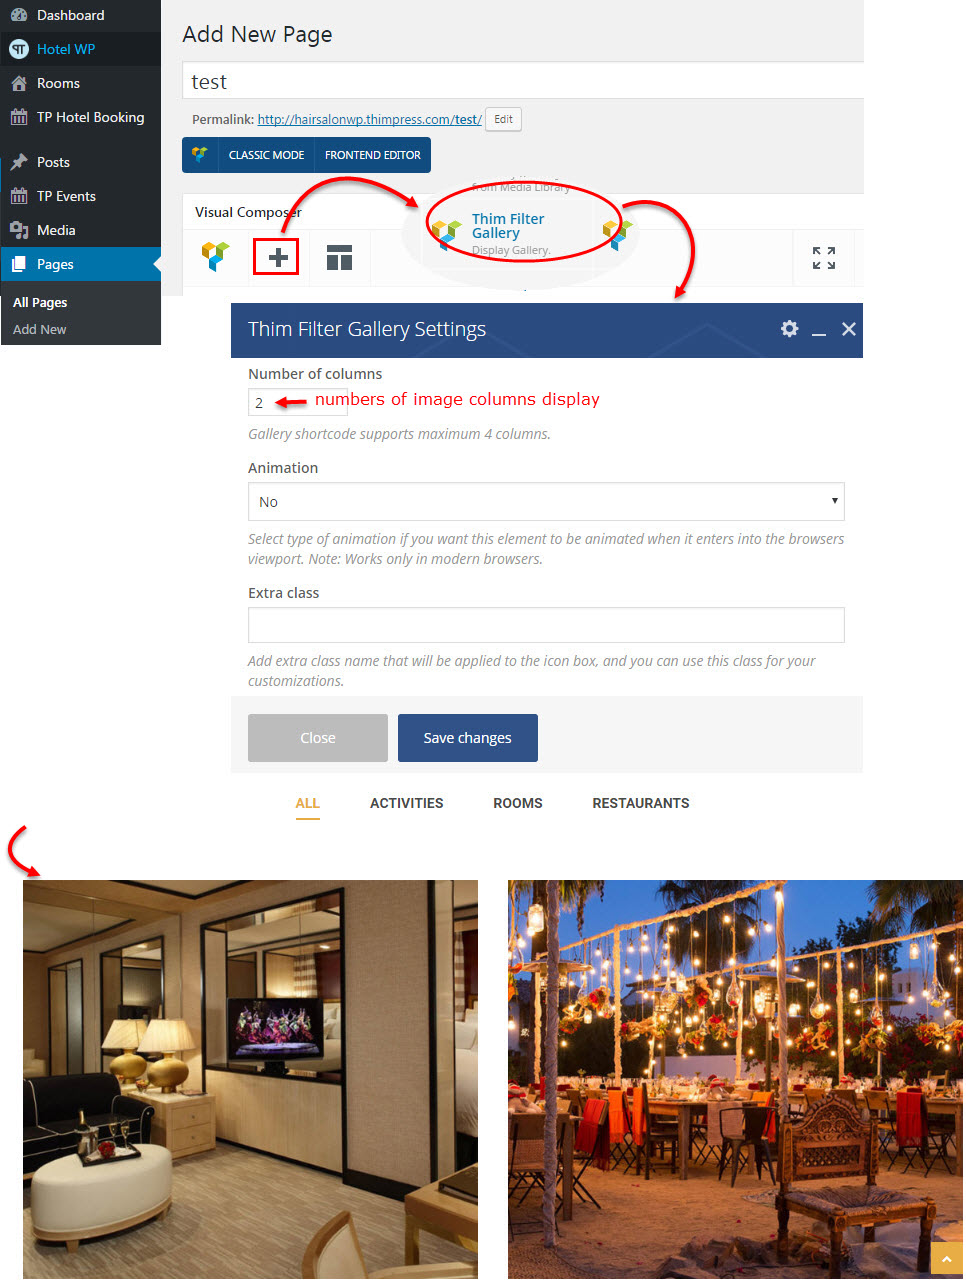 Dashboard
Hotel WP
Rooms
TP Hotel Booking
Posts
TP Events
Media
Pages
All Pages
Add New
Add New Page
test
Permalink: http://hairsalonwp.thimpress.com/test/ Edit
CLASSIC MODE FRONTEND EDITOR
Visual Composer
from Media Library
Thim Filter
Gallery
Display Gallery.
Thim Filter Gallery Settings
Number of columns
2 numbers of image columns display
Gallery shortcode supports maximum 4 columns.
Animation
No
Select type of animation if you want this element to be animated when it enters into the browsers
viewport. Note: Works only in modern browsers.
Extra class
Add extra class name that will be applied to the icon box, and you can use this class for your
customizations.
Close Save changes
ALL ACTIVITIES ROOMS RESTAURANTS